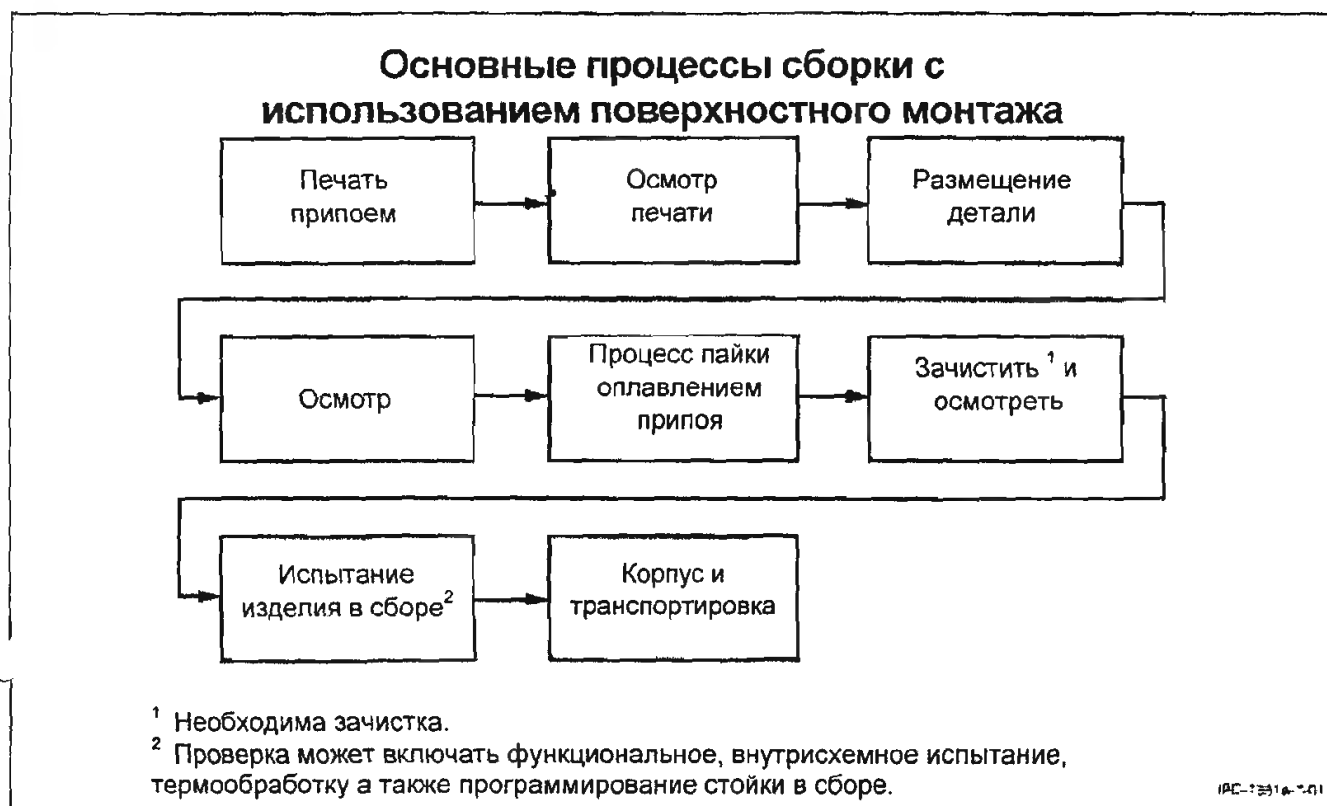 Основные процессы сборки с
использованием поверхностного монтажа
Печать
припоем
Осмотр
печати
Размещение
детали
Осмотр
Процесс пайки
оплавлением
припоя
Зачистить ¹ и
осмотреть
Испытание
изделия в сборе²
Корпус и
транспортировка
¹ Необходима зачистка.
² Проверка может включать функциональное, внутрисхемное испытание,
термообработку а также программирование стойки в сборе.